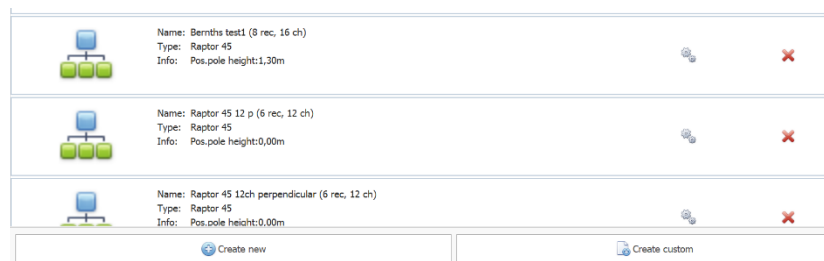 Name: Bernths test1 (8 rec, 16 ch)
Type: Raptor 45
Info: Pos.pole height:1,30m
Name: Raptor 45 12 p (6 rec, 12 ch)
Type: Raptor 45
Info: Pos.pole height:0,00m
Name: Raptor 45 12ch perpendicular (6 rec, 12 ch)
Type: Raptor 45
Info: Pos.pole height:0,00m
Create new
Create custom